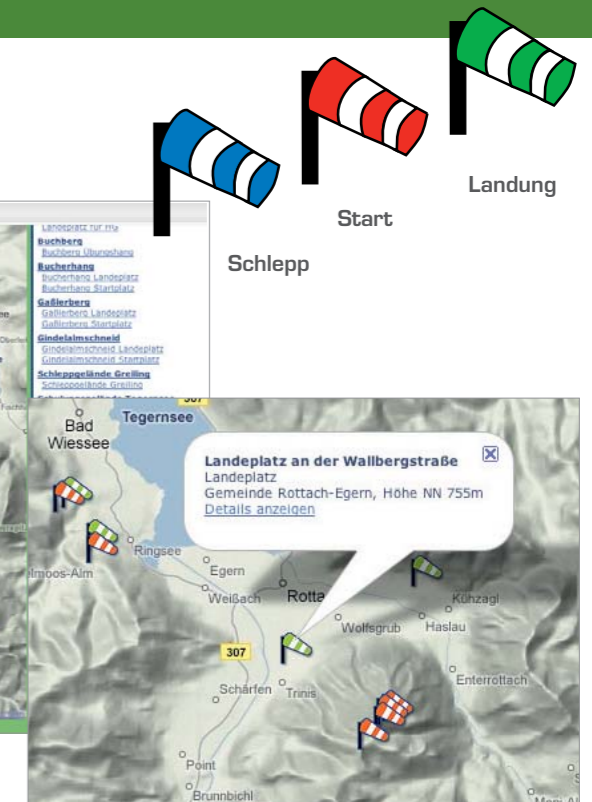 Landung
Start
Schlepp
Landeplatz für HG
Buchberg
Buchberg Übungshang
Bucherhang
Bucherhang Landeplatz
Bucherhang Startplatz
Gaßlerberg
Gaßlerberg Landeplatz
Gaßlerberg Startplatz
Gindelalmschneid
Gindelalmschneid Landeplatz
Gindelalmschneid Startplatz
Schleppgelände Greiling
Schleppgelände Greiling
307
Bad
Wiessee
Tegernsee
Landeplatz an der Wallbergstraße
Landeplatz
Gemeinde Rottach-Egern, Höhe NN 755m
Details anzeigen
Ringsee
Egern
Weißach
Rotta
Kühzagl
Wolfsgrub
Haslau
307
Enterrottach
Schärfen
Trinis
Point
Brunnbichl